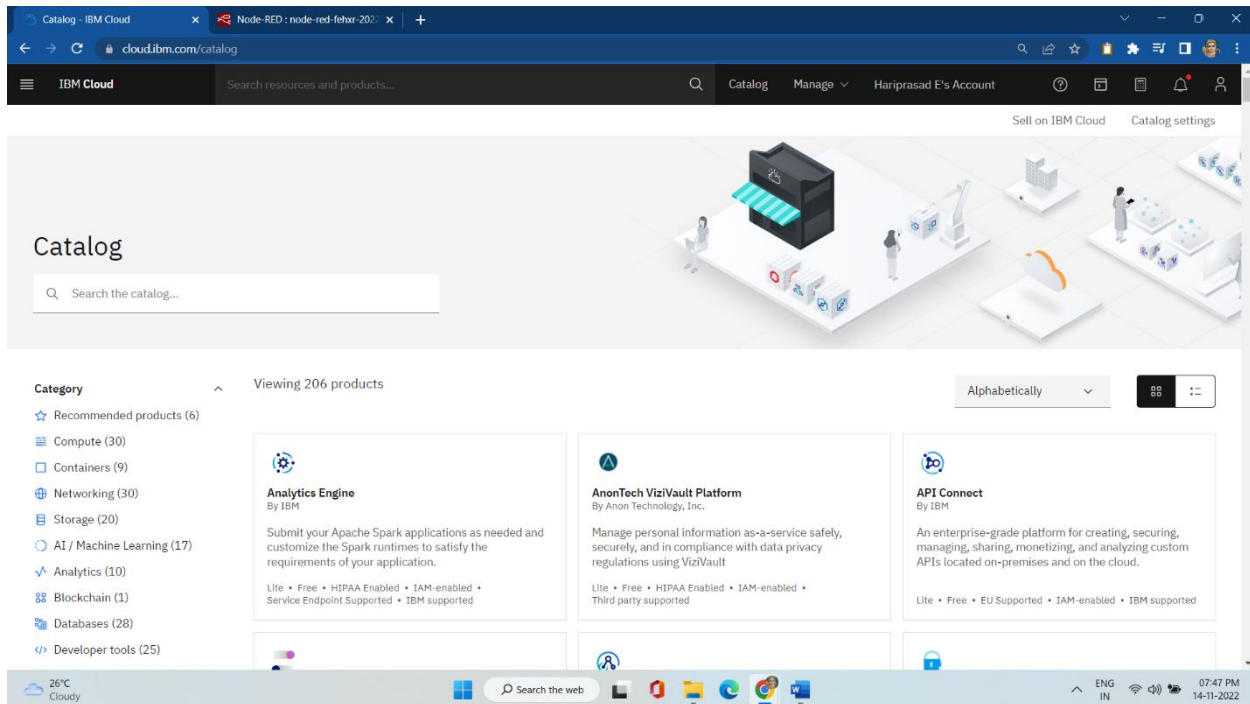 Catalog - IBM Cloud
Node-RED : node-red-fehxr-202
cloud.ibm.com/catalog
IBM Cloud
Search resources and products...
Catalog
Manage
Hariprasad E's Account
Sell on IBM Cloud
Catalog settings
Catalog
Search the catalog...
Category
Recommended products (6)
Compute (30)
Containers (9)
Networking (30)
Storage (20)
AI / Machine Learning (17)
Analytics (10)
Blockchain (1)
Databases (28)
Developer tools (25)
Viewing 206 products
Alphabetically
Analytics Engine
By IBM
Submit your Apache Spark applications as needed and
customize the Spark runtimes to satisfy the
requirements of your application.
Lite • Free • HIPAA Enabled • IAM-enabled •
Service Endpoint Supported • IBM supported
AnonTech ViziVault Platform
By Anon Technology, Inc.
Manage personal information as-a-service safely,
securely, and in compliance with data privacy
regulations using ViziVault
Lite • Free • HIPAA Enabled • IAM-enabled •
Third party supported
API Connect
By IBM
An enterprise-grade platform for creating, securing,
managing, sharing, monetizing, and analyzing custom
APIs located on-premises and on the cloud.
Lite • Free • EU Supported • IAM-enabled • IBM supported
26°C
Cloudy
Search the web
ENG
IN
07:47 PM
14-11-2022